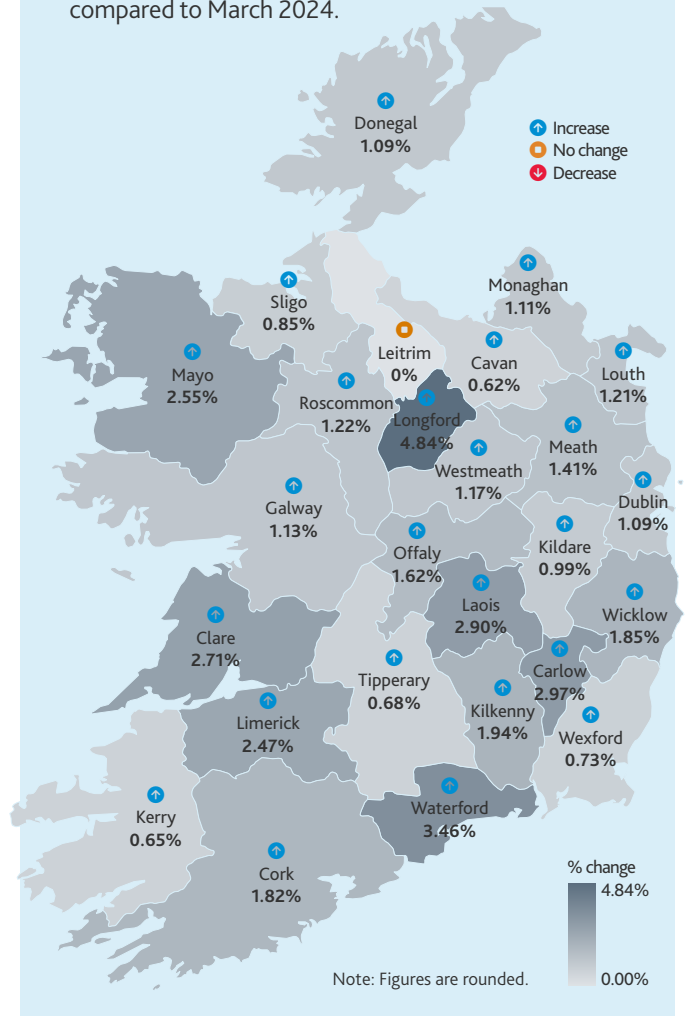 compared to March 2024.
Donegal
1.09%
Increase
No change
Decrease
Monaghan
1.11%
Sligo
0.85%
Leitrim
0%
Cavan
0.62%
Louth
1.21%
Mayo
2.55%
Roscommon
1.22%
Longford
4.84%
Meath
1.41%
Westmeath
1.17%
Galway
1.13%
Dublin
1.09%
Offaly
1.62%
Kildare
0.99%
Laois
2.90%
Wicklow
1.85%
Clare
2.71%
Carlow
2.97%
Tipperary
0.68%
Kilkenny
1.94%
Limerick
2.47%
Wexford
0.73%
Waterford
3.46%
Kerry
0.65%
Cork
1.82%
% change
4.84%
0.00%
Note: Figures are rounded.